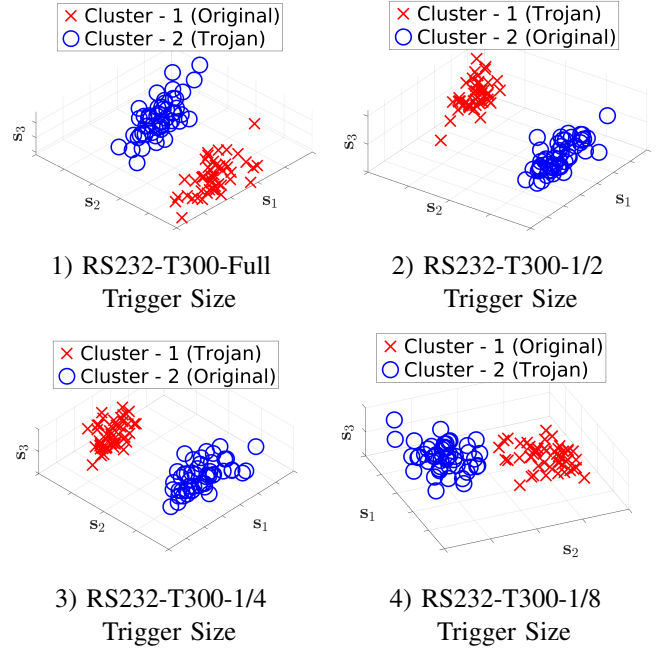 Cluster - 1 (Original)
Cluster - 2 (Trojan)
s3
s2
s1
1) RS232-T300-Full
Trigger Size
Cluster - 1 (Trojan)
Cluster - 2 (Original)
s3
s2
s1
2) RS232-T300-1/2
Trigger Size
Cluster - 1 (Trojan)
Cluster - 2 (Original)
s3
s2
s1
3) RS232-T300-1/4
Trigger Size
Cluster - 1 (Original)
Cluster - 2 (Trojan)
s3
s1
s2
4) RS232-T300-1/8
Trigger Size